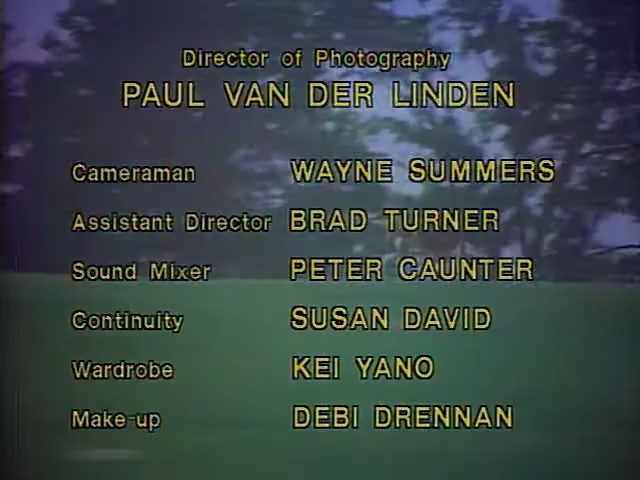 Director of Photography
PAUL VAN DER LINDEN
Cameraman WAYNE SUMMERS
Assistant Director BRAD TURNER
Sound Mixer PETER CAUNTER
Continuity SUSAN DAVID
Wardrobe KEI YANO
Make-up DEBI DRENNAN